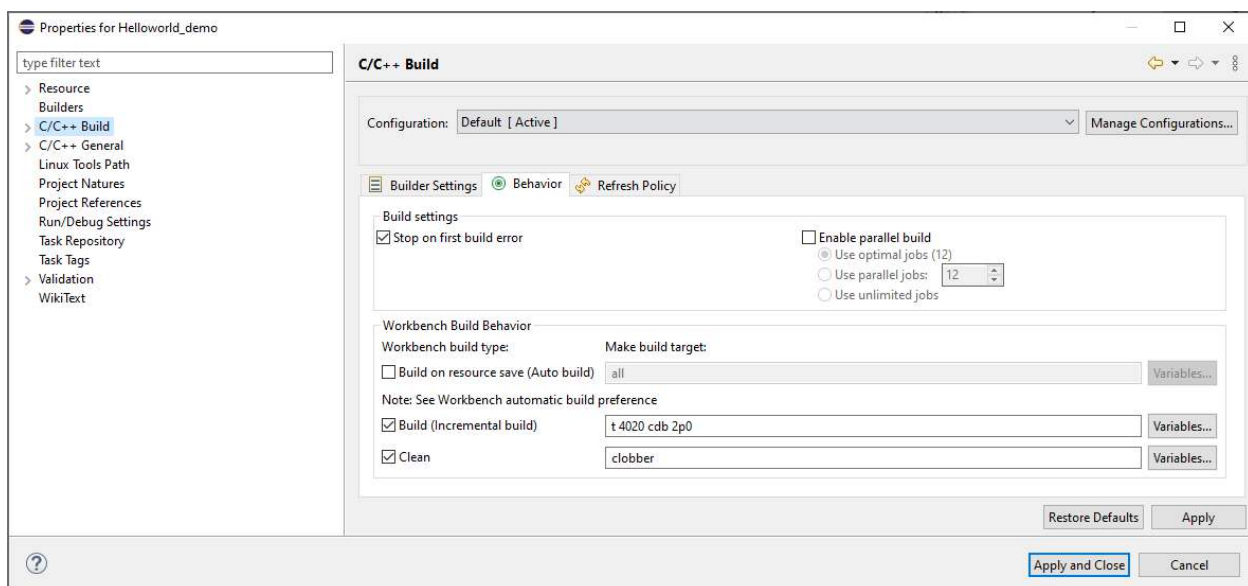 Properties for Helloworld_demo
type filter text
Resource
Builders
C/C++ Build
C/C++ General
Linux Tools Path
Project Natures
Project References
Run/Debug Settings
Task Repository
Task Tags
Validation
WikiText
C/C++ Build
Configuration: Default [ Active ] Manage Configurations...
Builder Settings Behavior Refresh Policy
Build settings
Stop on first build error Enable parallel build
Use optimal jobs (12)
Use parallel jobs: 12
Use unlimited jobs
Workbench Build Behavior
Workbench build type: Make build target:
Build on resource save (Auto build) all Variables...
Note: See Workbench automatic build preference
Build (Incremental build) t 4020 cdb 2p0 Variables...
Clean clobber Variables...
Restore Defaults Apply
? Apply and Close Cancel